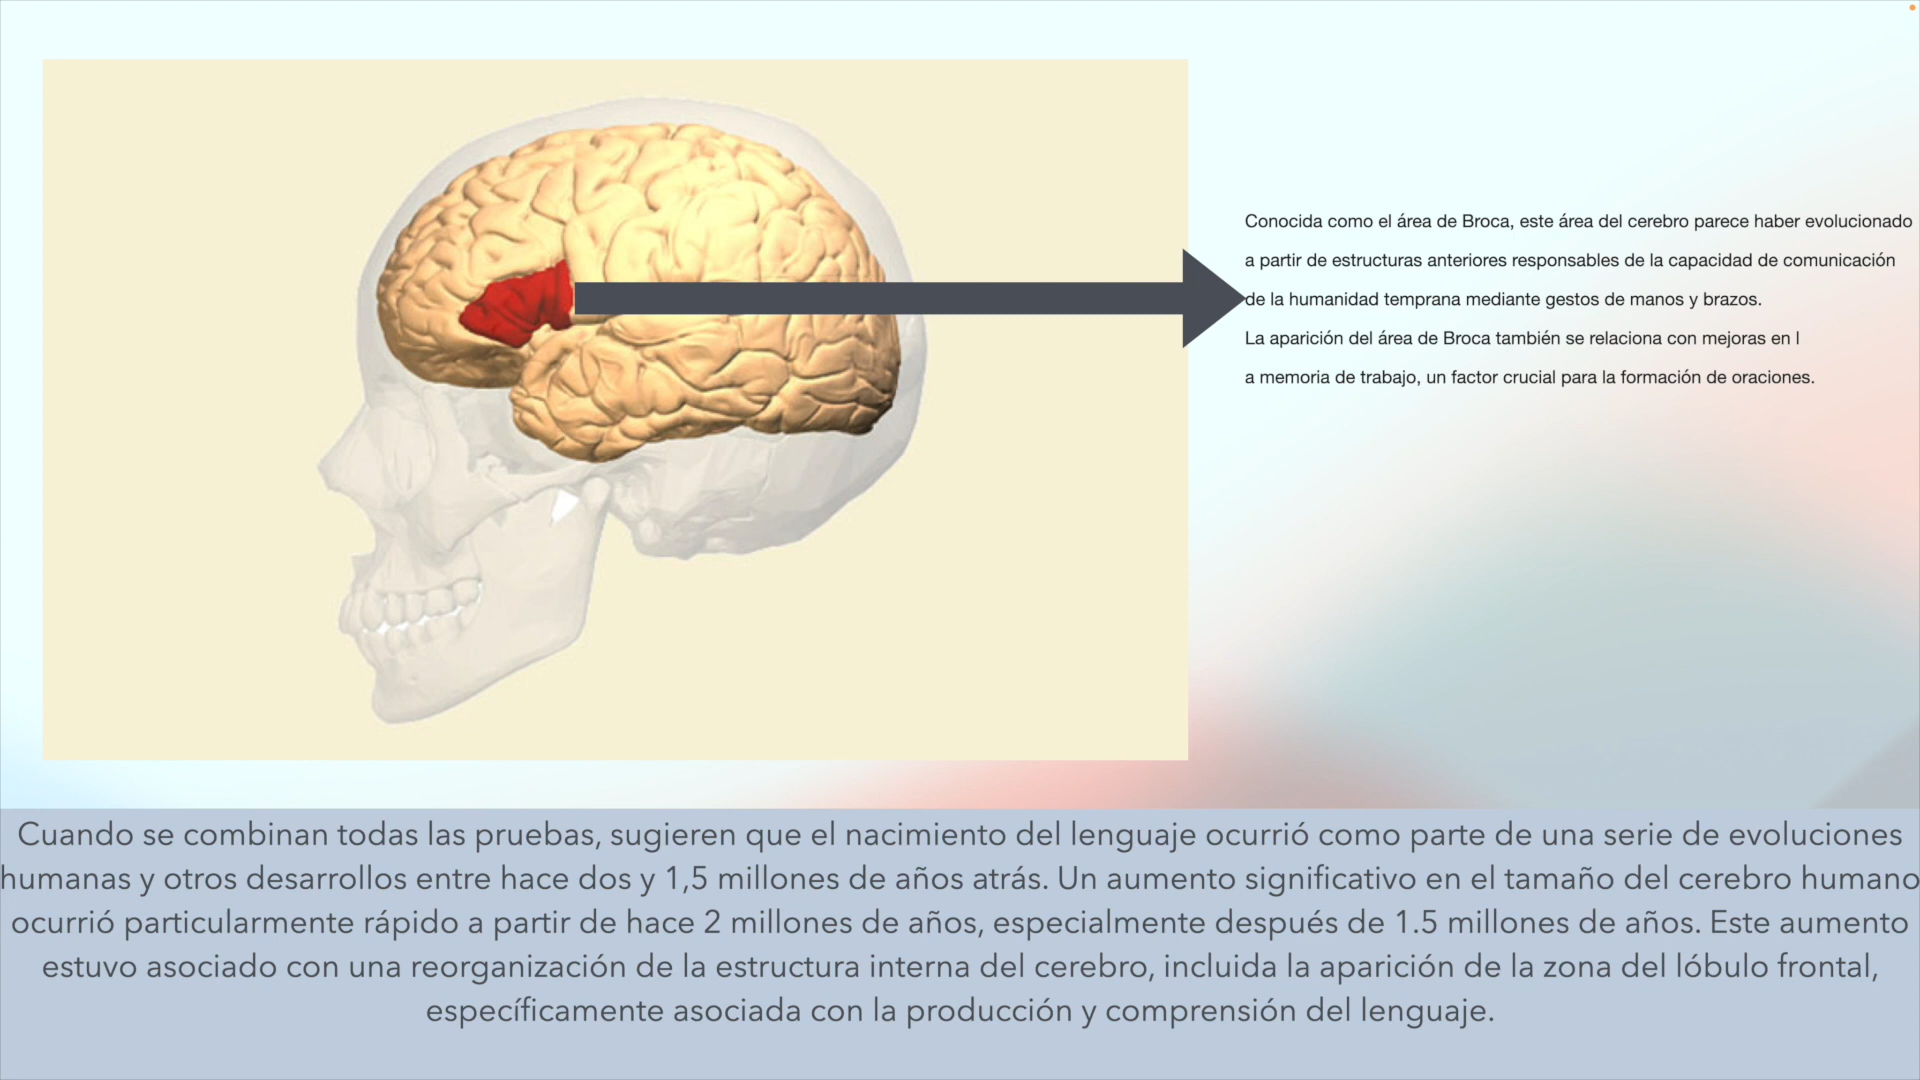 Conocida como el área de Broca, este área del cerebro parece haber evolucionado
a partir de estructuras anteriores responsables de la capacidad de comunicación
de la humanidad temprana mediante gestos de manos y brazos.
La aparición del área de Broca también se relaciona con mejoras en l
a memoria de trabajo, un factor crucial para la formación de oraciones.
Cuando se combinan todas las pruebas, sugieren que el nacimiento del lenguaje ocurrió como parte de una serie de evoluciones
humanas y otros desarrollos entre hace dos y 1,5 millones de años atrás. Un aumento significativo en el tamaño del cerebro humano
ocurrió particularmente rápido a partir de hace 2 millones de años, especialmente después de 1.5 millones de años. Este aumento
estuvo asociado con una reorganización de la estructura interna del cerebro, incluida la aparición de la zona del lóbulo frontal,
específicamente asociada con la producción y comprensión del lenguaje.